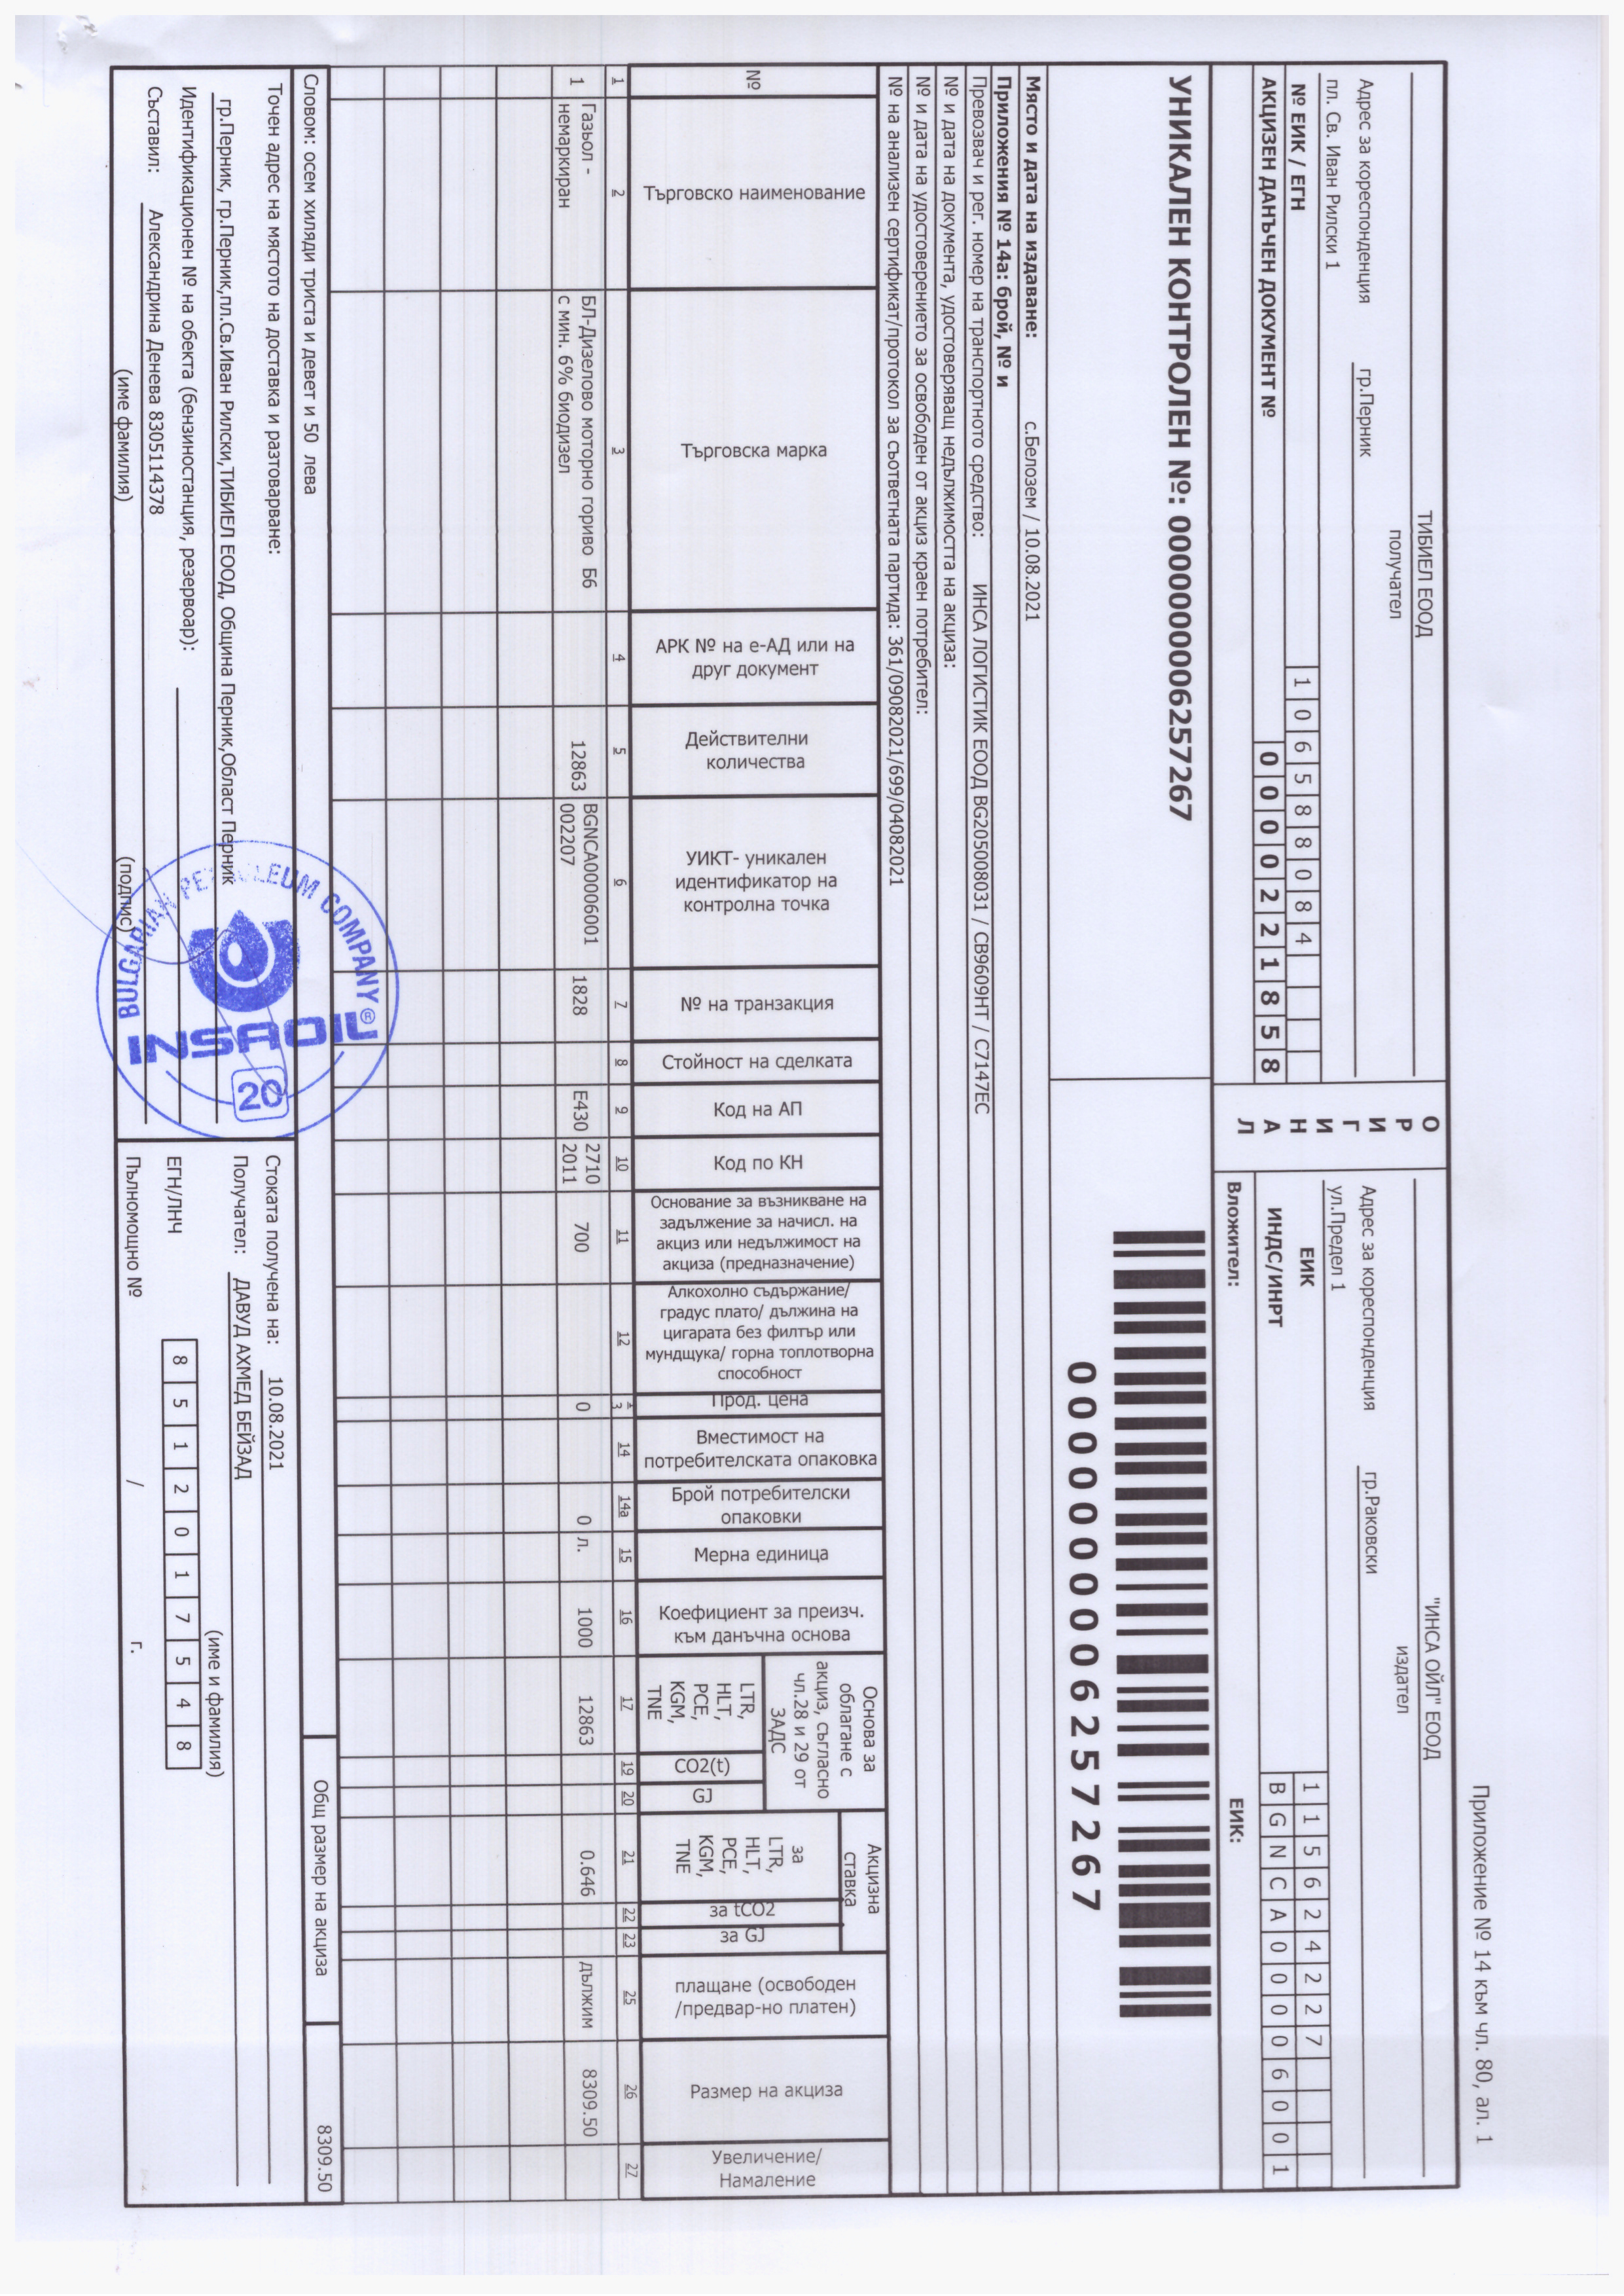 Приложение № 14 към чл. 80, ал. 1
ТИБИЕЛ ЕООД
получател
Адрес за кореспонденция гр.Перник
пл. Св. Иван Рилски 1
№ ЕИК / ЕГН 1 0 6 5 8 8 0 8 4
АКЦИЗЕН ДАНЪЧЕН ДОКУМЕНТ № 0 0 0 0 2 2 1 8 5 8
О Р И Г И Н А Л
"ИНСА ОЙЛ" ЕООД
издател
Адрес за кореспонденция гр.Раковски
ул.Предел 1
ЕИК 1 1 5 6 2 4 2 2 7
ИНДС/ИНРТ B G N C A 0 0 0 0 6 0 0 1
Вложител: ЕИК:
УНИКАЛЕН КОНТРОЛЕН №: 0000000006257267
0000000006257267
Място и дата на издаване: с.Белозем / 10.08.2021
Приложения № 14а: брой, № и
Превозвач и рег. номер на транспортното средство: ИНСА ЛОГИСТИК ЕООД BG205008031 / СВ9609НТ / С7147ЕС
№ и дата на документа, удостоверяващ недължимостта на акциза:
№ и дата на удостоверението за освободен от акциз краен потребител:
№ на анализен сертификат/протокол за съответната партида: 361/09082021/699/04082021
№
Търговско наименование
Търговска марка
АРК № на е-АД или на
друг документ
Действителни
количества
УИКТ- уникален
идентификатор на
контролна точка
№ на транзакция
Стойност на сделката
Код на АП
Код по КН
Основание за възникване на
задължение за начисл. на
акциз или недължимост на
акциза (предназначение)
Алкохолно съдържание/
градус плато/ дължина на
цигарата без филтър или
мундщука/ горна топлотворна
способност
Прод. цена
Вместимост на
потребителската опаковка
Брой потребителски
опаковки
Мерна единица
Коефициент за преизч.
към данъчна основа
Основа за
облагане с
акциз, съгласно
чл.28 и 29 от
ЗАДС
LTR,
HLT,
PCE,
KGM,
TNE
CO2(t)
GJ
Акцизна
ставка
за
LTR,
HLT,
PCE,
KGM,
TNE
за tCO2
за GJ
плащане (освободен
/предвар-но платен)
Размер на акциза
Увеличение/
Намаление
1 2 3 4 5 6 7 8 9 10 11 12 13 14 14а 15 16 17 19 20 21 22 23 25 26 27
1 Газьол - БЛ-Дизелово моторно гориво Б6 12863 BGNCA00006001 1828 E430 2710 700 0 0 л. 1000 12863 0.646 дължим 8309.50
немаркиран с мин. 6% биодизел 002207 2011
Словом: осем хиляди триста и девет и 50 лева Общ размер на акциза 8309.50
Точен адрес на мястото на доставка и разтоварване:
гр.Перник, гр.Перник,пл.Св.Иван Рилски,ТИБИЕЛ ЕООД, Община Перник,Област Перник
Идентификационен № на обекта (бензиностанция, резервоар):
Съставил: Александрина Денева 8305114378
(име фамилия) (подпис)
BULGARIAN PETROLEUM COMPANY
INSAOIL®
20
Стоката получена на: 10.08.2021
Получател: ДАВУД АХМЕД БЕЙЗАД
(име и фамилия)
ЕГН/ЛНЧ 8 5 1 2 0 1 7 5 4 8
Пълномощно № / г.